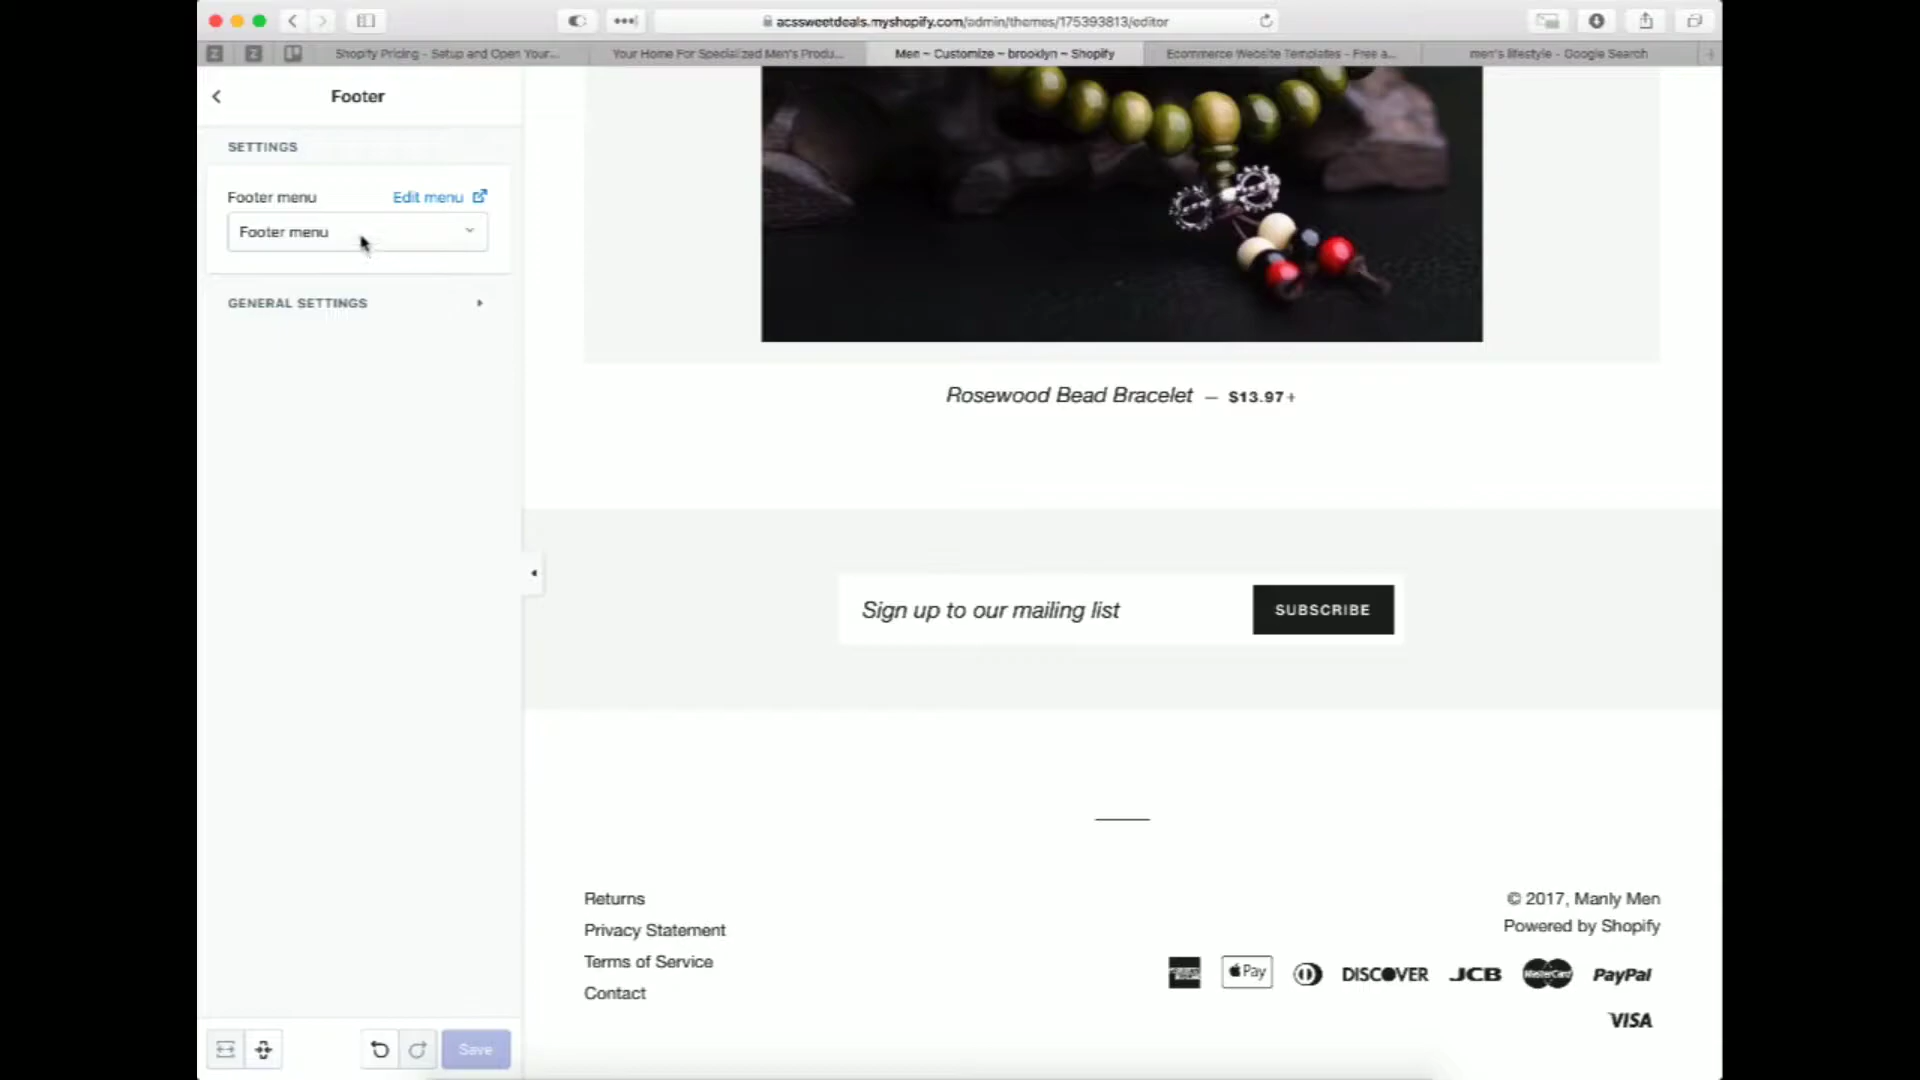 acssweetdeals.myshopify.com/admin/themes/175393813/editor
Shopify Pricing - Setup and Open Your...
Your Home For Specialized Men's Produ...
Men ~ Customize ~ brooklyn ~ Shopify
Ecommerce Website Templates - Free a...
men's lifestyle - Google Search
Footer
SETTINGS
Footer menu
Edit menu
Footer menu
GENERAL SETTINGS
Save
Rosewood Bead Bracelet — $13.97+
Sign up to our mailing list
SUBSCRIBE
Returns
Privacy Statement
Terms of Service
Contact
© 2017, Manly Men
Powered by Shopify
Pay DISCOVER JCB MasterCard PayPal
VISA